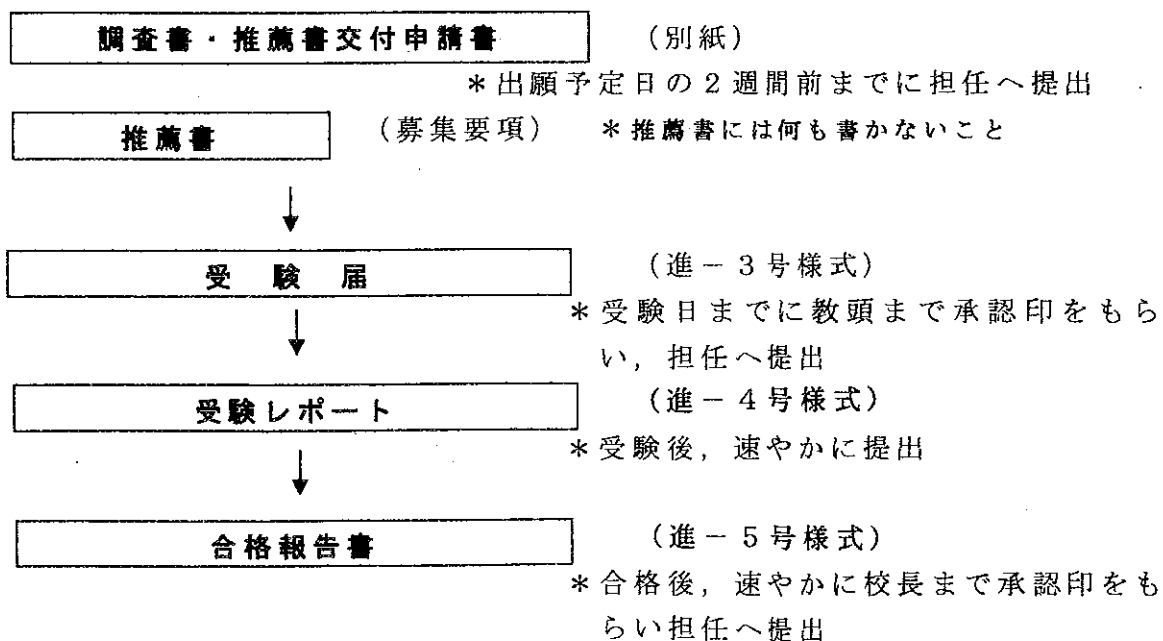 調査書・推薦書交付申請書 (別紙)
＊出願予定日の２週間前までに担任へ提出
推薦書 (募集要項) ＊推薦書には何も書かないこと
↓
受験届 (進－３号様式)
＊受験日までに教頭まで承認印をもら
い，担任へ提出
↓
受験レポート (進－４号様式)
＊受験後，速やかに提出
↓
合格報告書 (進－５号様式)
＊合格後，速やかに校長まで承認印をも
らい担任へ提出